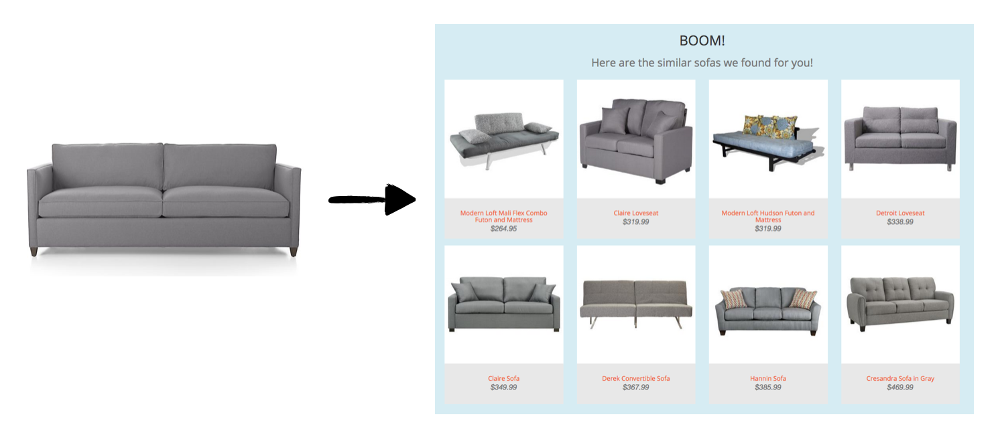 BOOM!
Here are the similar sofas we found for you!
Modern Loft Mali Flex Combo
Futon and Mattress
$264.95
Claire Loveseat
$319.99
Modern Loft Hudson Futon and
Mattress
$319.99
Detroit Loveseat
$338.99
Claire Sofa
$349.99
Derek Convertible Sofa
$367.99
Hannin Sofa
$385.99
Cresandra Sofa in Gray
$469.99